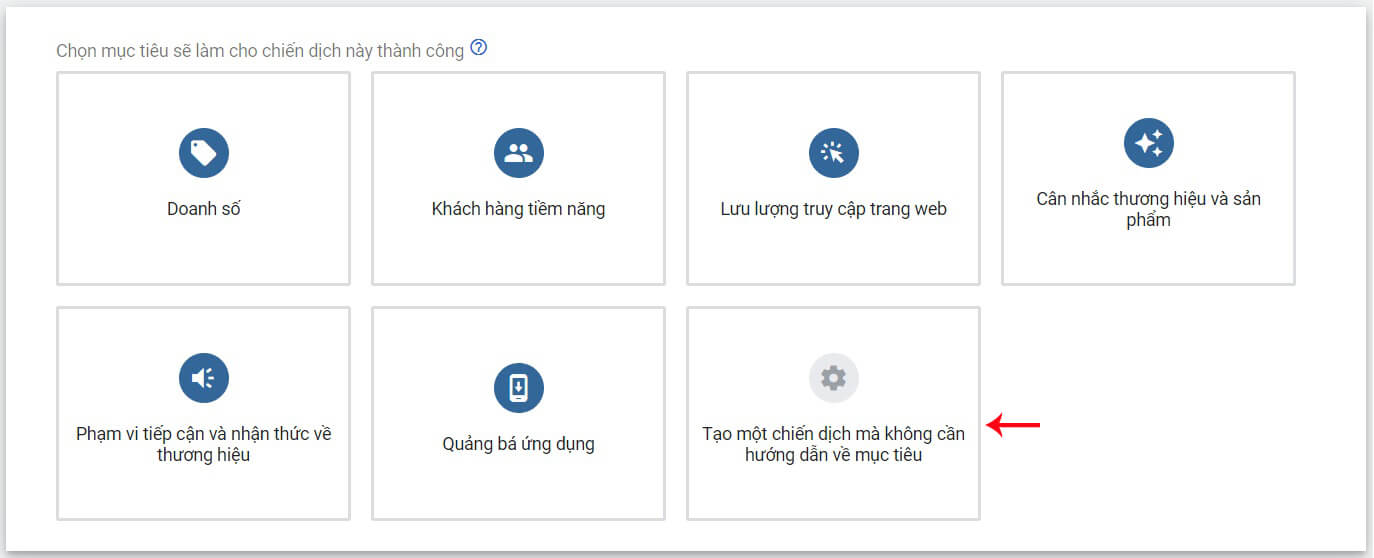 Chọn mục tiêu sẽ làm cho chiến dịch này thành công
Doanh số
Khách hàng tiềm năng
Lưu lượng truy cập trang web
Cân nhắc thương hiệu và sản
phẩm
Phạm vi tiếp cận và nhận thức về
thương hiệu
Quảng bá ứng dụng
Tạo một chiến dịch mà không cần
hướng dẫn về mục tiêu